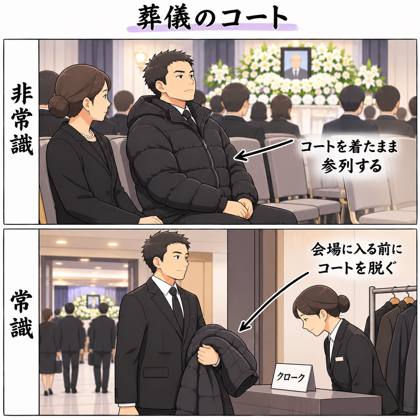 葬儀のコート
非常識
コートを着たまま
参列する
常識
会場に入る前に
コートを脱ぐ
クローク